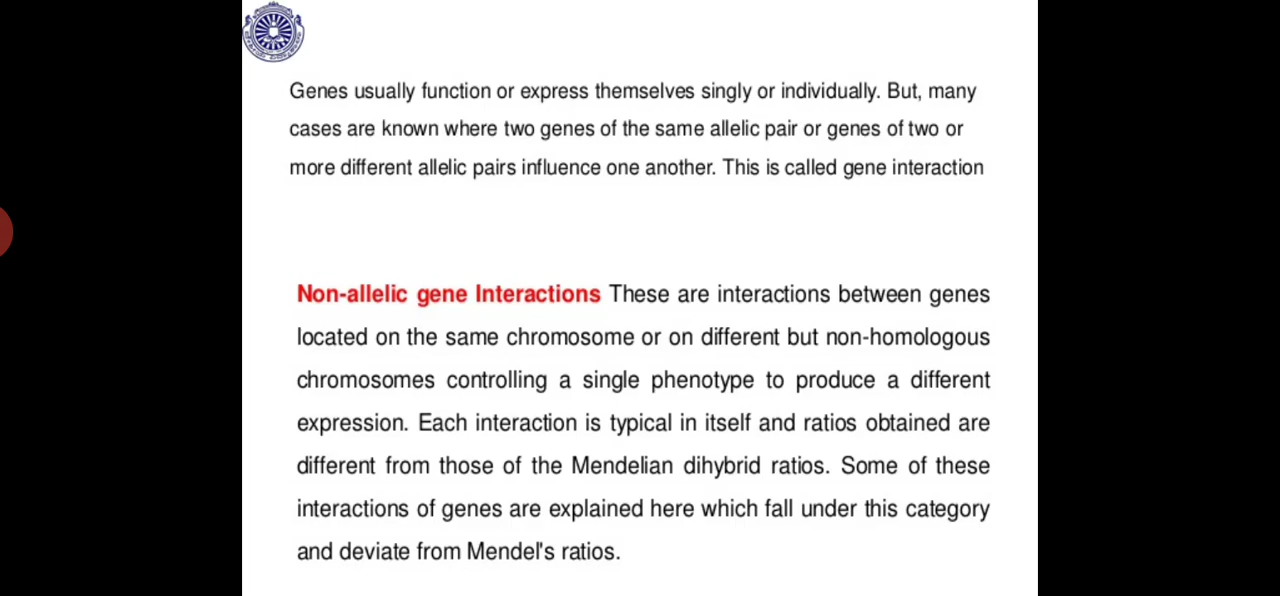 Genes usually function or express themselves singly or individually. But, many
cases are known where two genes of the same allelic pair or genes of two or
more different allelic pairs influence one another. This is called gene interaction
Non-allelic gene Interactions These are interactions between genes
located on the same chromosome or on different but non-homologous
chromosomes controlling a single phenotype to produce a different
expression. Each interaction is typical in itself and ratios obtained are
different from those of the Mendelian dihybrid ratios. Some of these
interactions of genes are explained here which fall under this category
and deviate from Mendel's ratios.